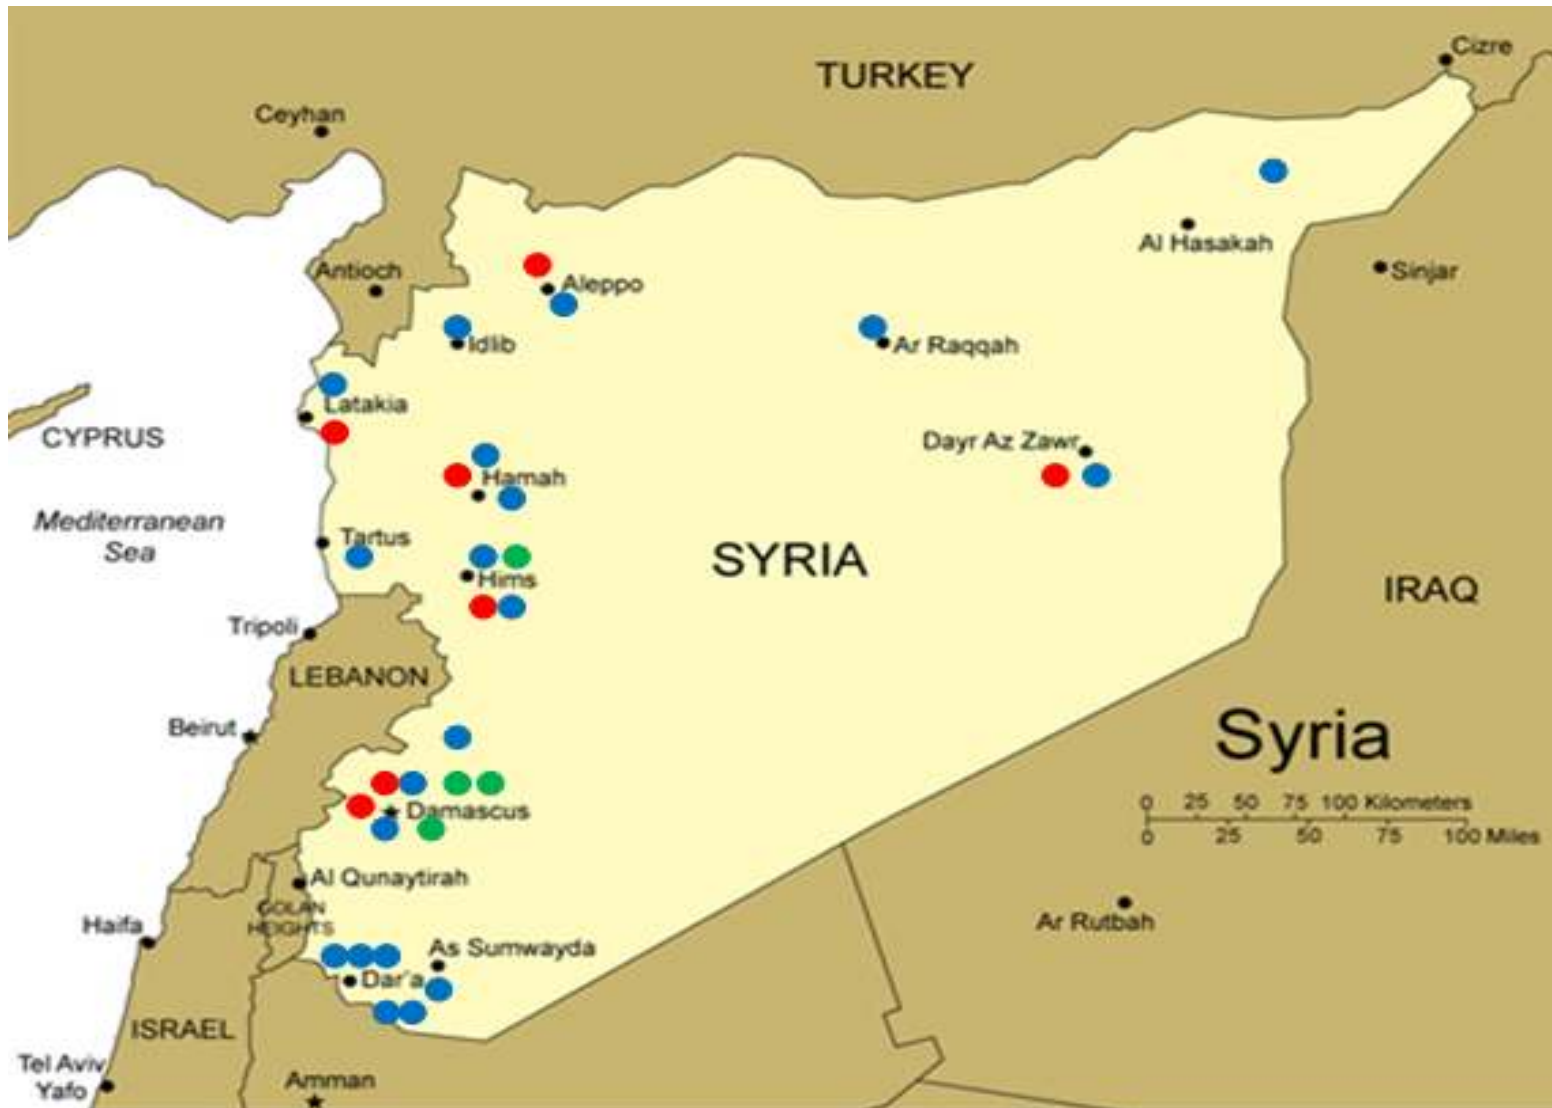 Cizre
TURKEY
Ceyhan
Al Hasakah
Antioch
Sinjar
Aleppo
Idlib
Ar Raqqah
Latakia
CYPRUS
Dayr Az Zawr
Hamah
Mediterranean
Sea
Tartus
SYRIA
Hims
IRAQ
Tripoli
LEBANON
Beirut
Syria
0 25 50 75 100 Kilometers
0 25 50 75 100 Miles
Damascus
Al Qunaytirah
GOLAN
HEIGHTS
Haifa
Ar Rutbah
As Sumwayda
Dar'a
ISRAEL
Tel Aviv
Yafo
Amman